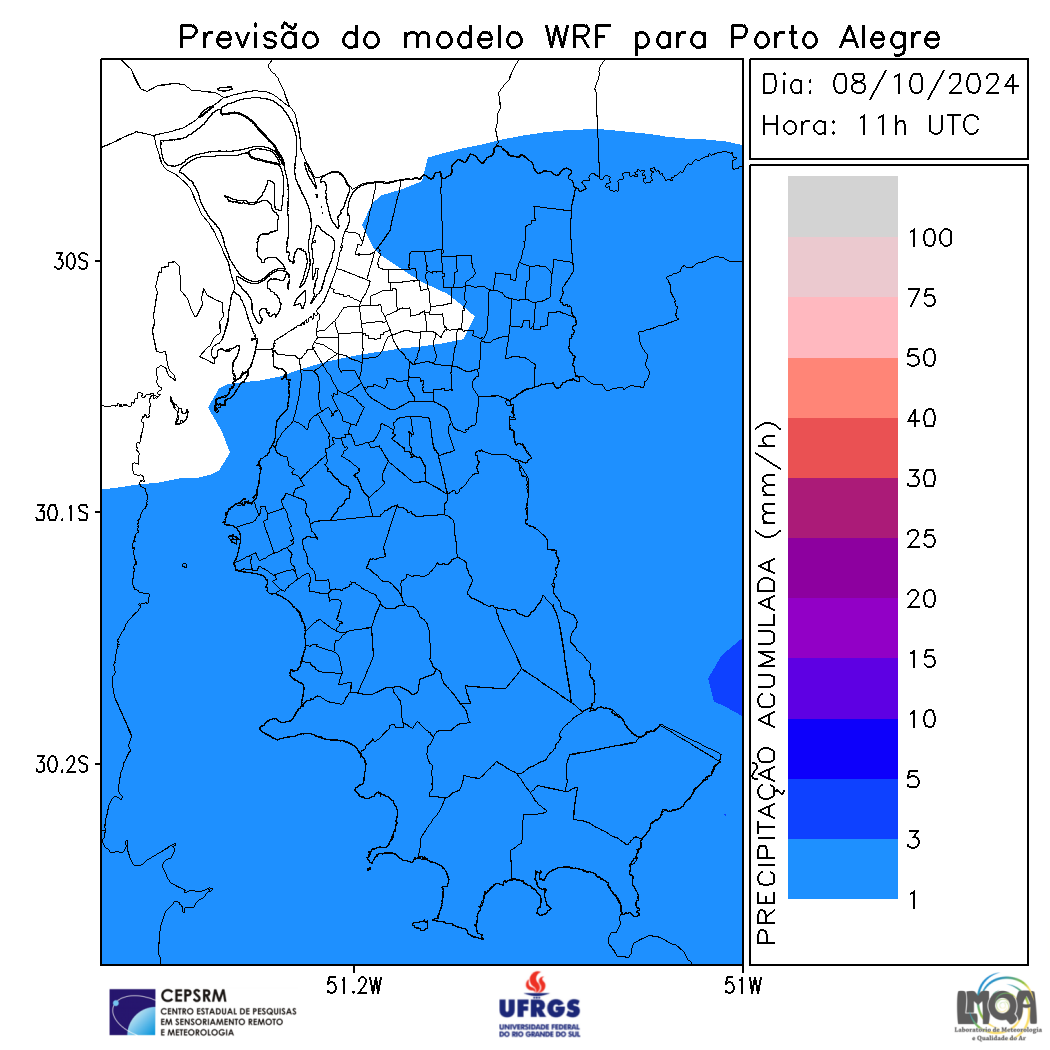 Previsão do modelo WRF para Porto Alegre
Dia: 08/10/2024
Hora: 11h UTC
30S
30.1S
30.2S
51.2W
51W
PRECIPITAÇÃO ACUMULADA (mm/h)
100
75
50
40
30
25
20
15
10
5
3
1
CEPSRM
CENTRO ESTADUAL DE PESQUISAS
EM SENSORIAMENTO REMOTO
E METEOROLOGIA
UFRGS
UNIVERSIDADE FEDERAL
DO RIO GRANDE DO SUL
LMQA
Laboratório de Meteorologia
e Qualidade do Ar